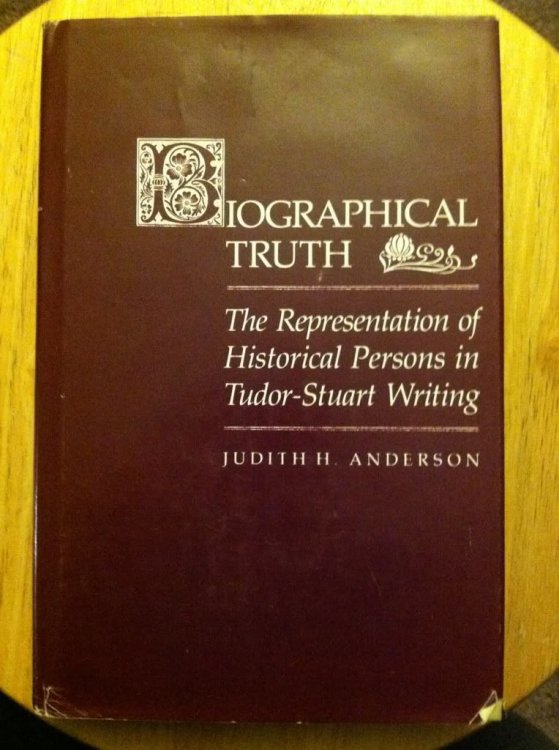 BIOGRAPHICAL
TRUTH
The Representation of
Historical Persons in
Tudor-Stuart Writing
JUDITH H. ANDERSON